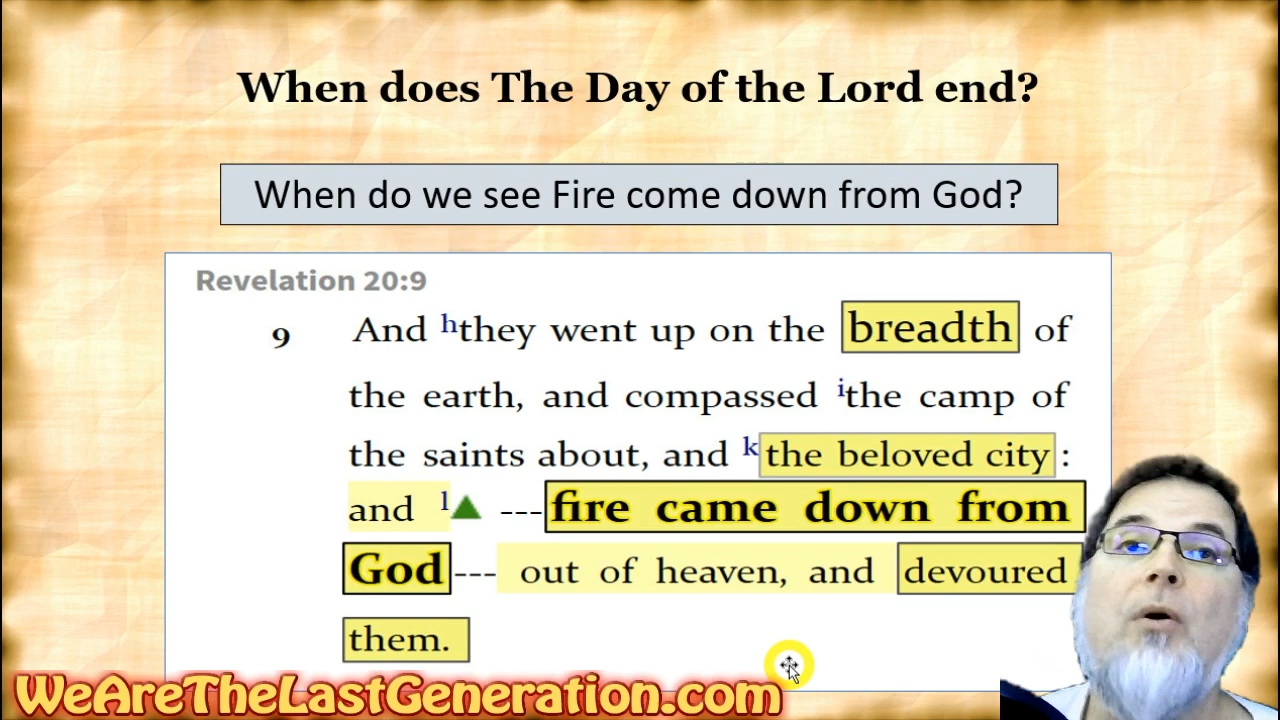 When does The Day of the Lord end?
When do we see Fire come down from God?
Revelation 20:9
9 And hthey went up on the breadth of
the earth, and compassed ithe camp of
the saints about, and kthe beloved city :
and l ---fire came down from
God--- out of heaven, and devoured
them.
WeAreTheLastGeneration.com